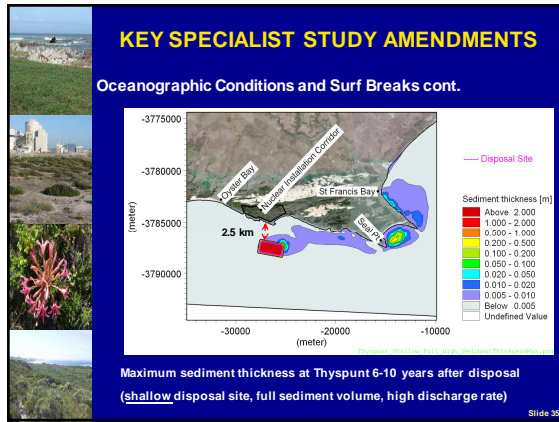 KEY SPECIALIST STUDY AMENDMENTS
Oceanographic Conditions and Surf Breaks cont.
-3775000
-3780000
-3785000
-3790000
(meter)
Oyster Bay
Nuclear Installation Corridor
St Francis Bay
Seal Pt
2.5 km
-30000
-20000
-10000
(meter)
Disposal Site
Sediment thickness [m]
Above 2.000
1.000 - 2.000
0.500 - 1.000
0.200 - 0.500
0.100 - 0.200
0.050 - 0.100
0.020 - 0.050
0.010 - 0.020
0.005 - 0.010
Below 0.005
Undefined Value
Thyspunt_Shallow_Full_High_SedimentThicknessMax.png
Maximum sediment thickness at Thyspunt 6-10 years after disposal
(shallow disposal site, full sediment volume, high discharge rate)
Slide 35